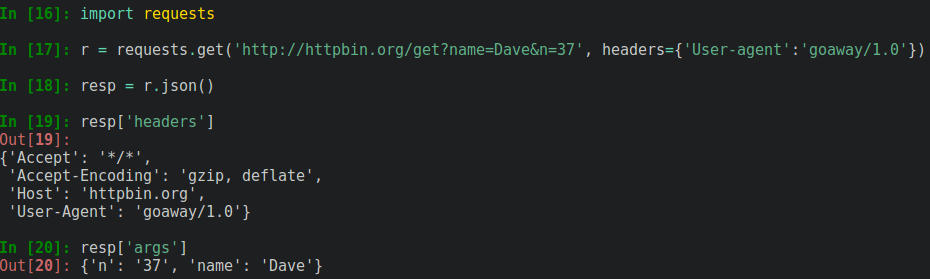 In [16]: import requests
In [17]: r = requests.get('http://httpbin.org/get?name=Dave&n=37', headers={'User-agent':'goaway/1.0'})
In [18]: resp = r.json()
In [19]: resp['headers']
Out[19]:
{'Accept': '*/*',
 'Accept-Encoding': 'gzip, deflate',
 'Host': 'httpbin.org',
 'User-Agent': 'goaway/1.0'}
In [20]: resp['args']
Out[20]: {'n': '37', 'name': 'Dave'}